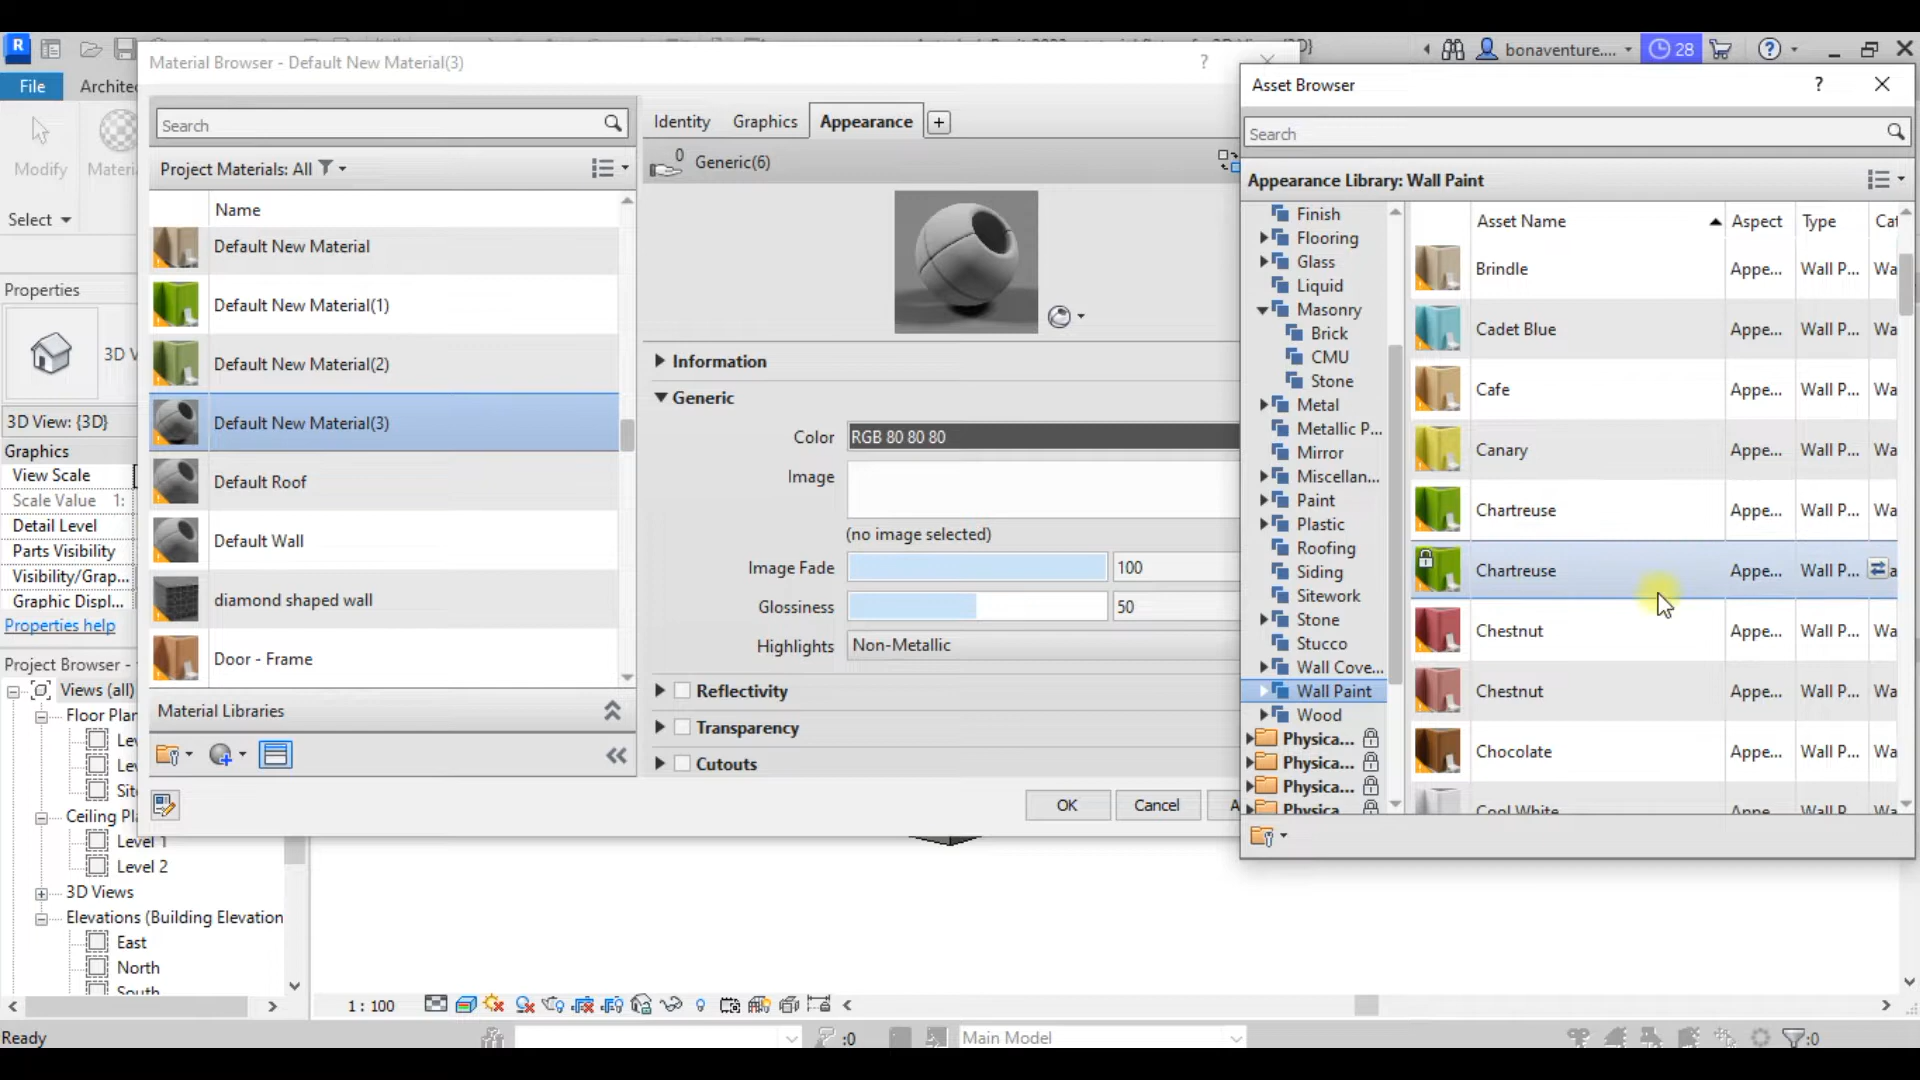 R
bonaventure....
28
File
Archite
Modify
Materi
Select
Properties
3D V
3D View: {3D}
Graphics
View Scale
Scale Value 1:
Detail Level
Parts Visibility
Visibility/Grap...
Graphic Displ...
Properties help
Project Browser -
Views (all)
Floor Plan
Lev
Lev
Sit
Ceiling Pl
Level 1
Level 2
3D Views
Elevations (Building Elevation
East
North
South
Ready
Material Browser - Default New Material(3)
?
Search
Project Materials: All
Name
Default New Material
Default New Material(1)
Default New Material(2)
Default New Material(3)
Default Roof
Default Wall
diamond shaped wall
Door - Frame
Material Libraries
Identity
Graphics
Appearance
+
0
Generic(6)
Information
Generic
Color
RGB 80 80 80
Image
(no image selected)
Image Fade
100
Glossiness
50
Highlights
Non-Metallic
Reflectivity
Transparency
Cutouts
OK
Cancel
A
Asset Browser
?
Search
Appearance Library: Wall Paint
Finish
Flooring
Glass
Liquid
Masonry
Brick
CMU
Stone
Metal
Metallic P...
Mirror
Miscellan...
Paint
Plastic
Roofing
Siding
Sitework
Stone
Stucco
Wall Cove...
Wall Paint
Wood
Physica...
Physica...
Physica...
Physica
Asset Name Aspect Type Cat
Brindle Appe... Wall P... Wa
Cadet Blue Appe... Wall P... Wa
Cafe Appe... Wall P... Wa
Canary Appe... Wall P... Wa
Chartreuse Appe... Wall P... Wa
Chartreuse Appe... Wall P... a
Chestnut Appe... Wall P... Wa
Chestnut Appe... Wall P... Wa
Chocolate Appe... Wall P... Wa
Cool White Appe Wall P Wa
1 : 100
:0
Main Model
:0